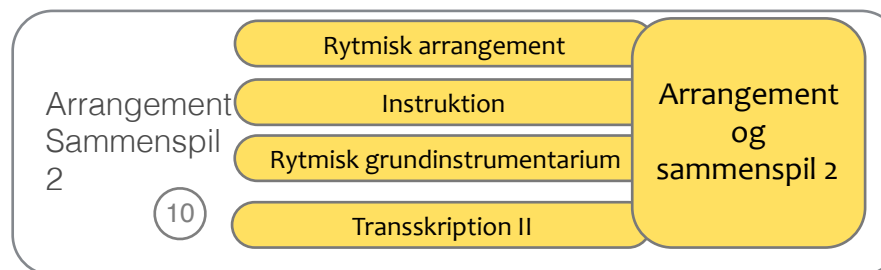 Arrangement
Sammenspil
2
10
Rytmisk arrangement
Instruktion
Rytmisk grundinstrumentarium
Transskription II
Arrangement
og
sammenspil 2